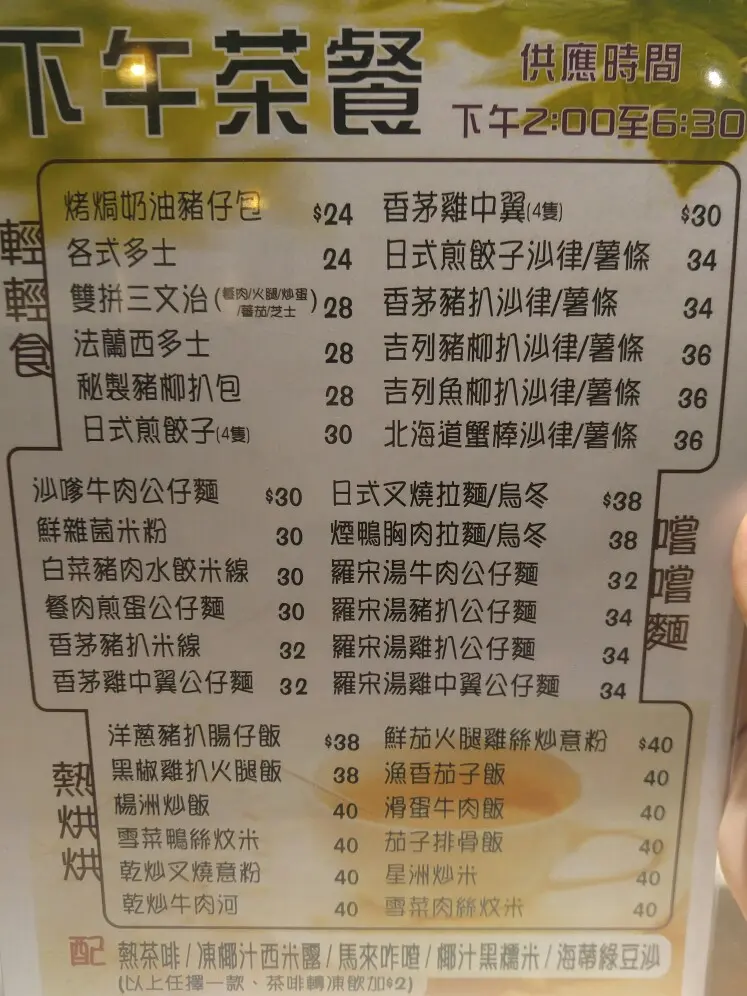 下午茶餐
供應時間
下午2:00至6:30
輕輕食
烤焗奶油豬仔包 $24
各式多士 24
雙拼三文治(餐肉/火腿/炒蛋/蕃茄/芝士) 28
法蘭西多士 28
秘製豬柳扒包 28
日式煎餃子(4隻) 30
香茅雞中翼(4隻) $30
日式煎餃子沙律/薯條 34
香茅豬扒沙律/薯條 34
吉列豬柳扒沙律/薯條 36
吉列魚柳扒沙律/薯條 36
北海道蟹棒沙律/薯條 36
嚐嚐麵
沙嗲牛肉公仔麵 $30
鮮雜菌米粉 30
白菜豬肉水餃米線 30
餐肉煎蛋公仔麵 30
香茅豬扒米線 32
香茅雞中翼公仔麵 32
日式叉燒拉麵/烏冬 $38
煙鴨胸肉拉麵/烏冬 38
羅宋湯牛肉公仔麵 32
羅宋湯豬扒公仔麵 34
羅宋湯雞扒公仔麵 34
羅宋湯雞中翼公仔麵 34
熱烘烘
洋蔥豬扒腸仔飯 $38
黑椒雞扒火腿飯 38
楊洲炒飯 40
雪菜鴨絲炆米 40
乾炒叉燒意粉 40
乾炒牛肉河 40
鮮茄火腿雞絲炒意粉 $40
漁香茄子飯 40
滑蛋牛肉飯 40
茄子排骨飯 40
星洲炒米 40
雪菜肉絲炆米 40
配 熱茶啡/凍椰汁西米露/馬來咋喳/椰汁黑糯米/海蒂綠豆沙
(以上任擇一款、茶啡轉凍飲加$2)